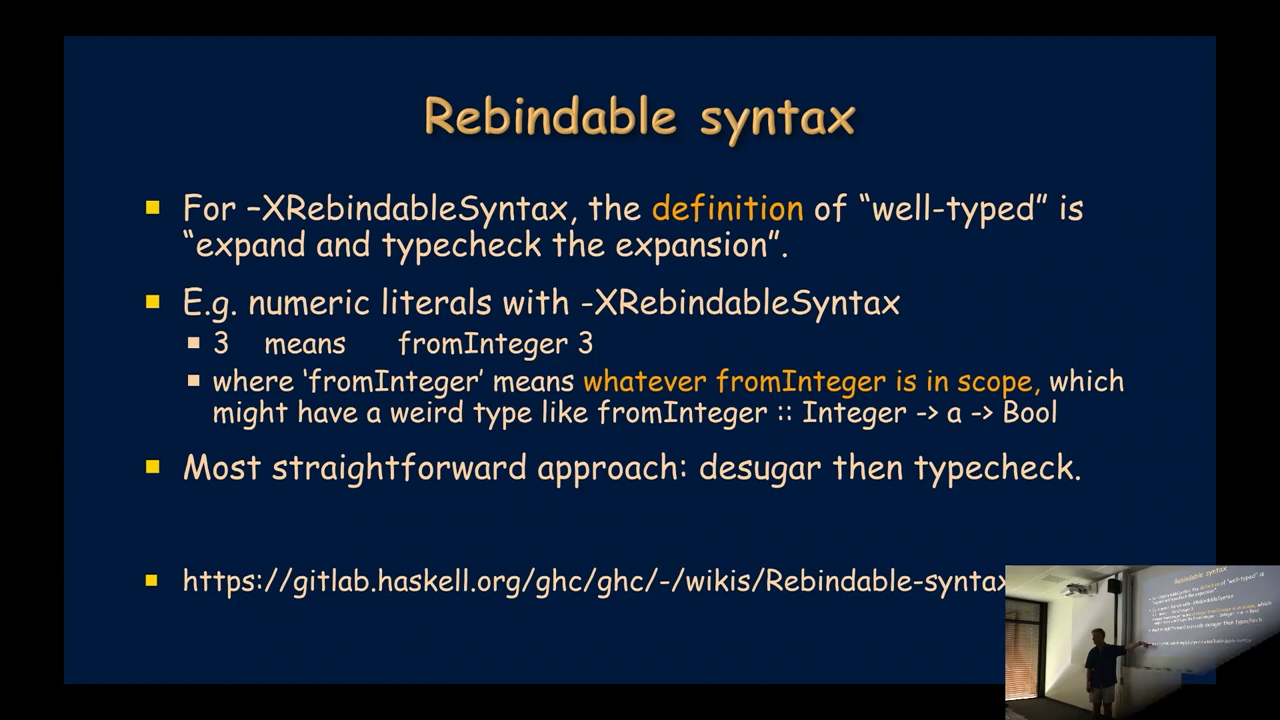 Rebindable syntax
For –XRebindableSyntax, the definition of “well-typed” is
“expand and typecheck the expansion”.
E.g. numeric literals with -XRebindableSyntax
3 means fromInteger 3
where ‘fromInteger’ means whatever fromInteger is in scope, which
might have a weird type like fromInteger :: Integer -> a -> Bool
Most straightforward approach: desugar then typecheck.
https://gitlab.haskell.org/ghc/ghc/-/wikis/Rebindable-syntax
Rebindable syntax